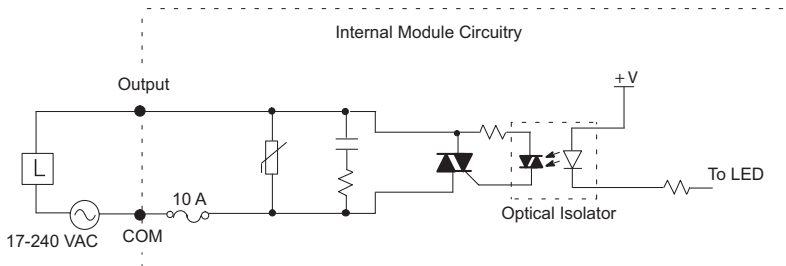 Internal Module Circuitry
Output
+V
L
10 A
To LED
Optical Isolator
COM
17-240 VAC